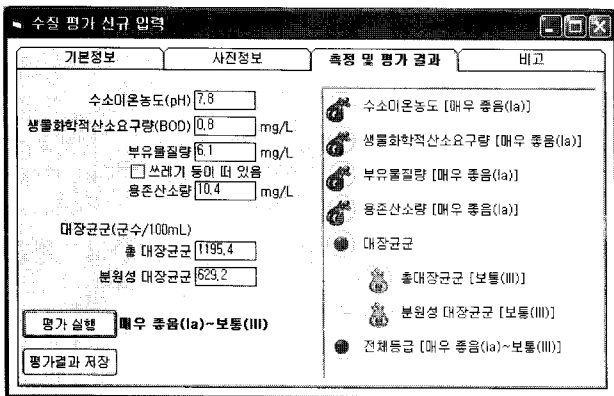 수질 평가 신규 입력
기본정보 사진정보 측정 및 평가 결과 비고
수소이온농도(pH) 7,8
생물화학적산소요구량(BOD) 0,8 mg/L
부유물질량 6,1 mg/L
쓰레기 등이 떠 있음
용존산소량 10,4 mg/L
대장균군(군수/100mL)
총 대장균군 1195,4
분원성 대장균군 629,2
평가 실행 매우 좋음(Ia)~보통(III)
평가결과 저장
수소이온농도 [매우 좋음(Ia)]
생물화학적산소요구량 [매우 좋음(Ia)]
부유물질량 [매우 좋음(Ia)]
용존산소량 [매우 좋음(Ia)]
대장균군
총대장균군 [보통(III)]
분원성 대장균군 [보통(III)]
전체등급 [매우 좋음(Ia)~보통(III)]